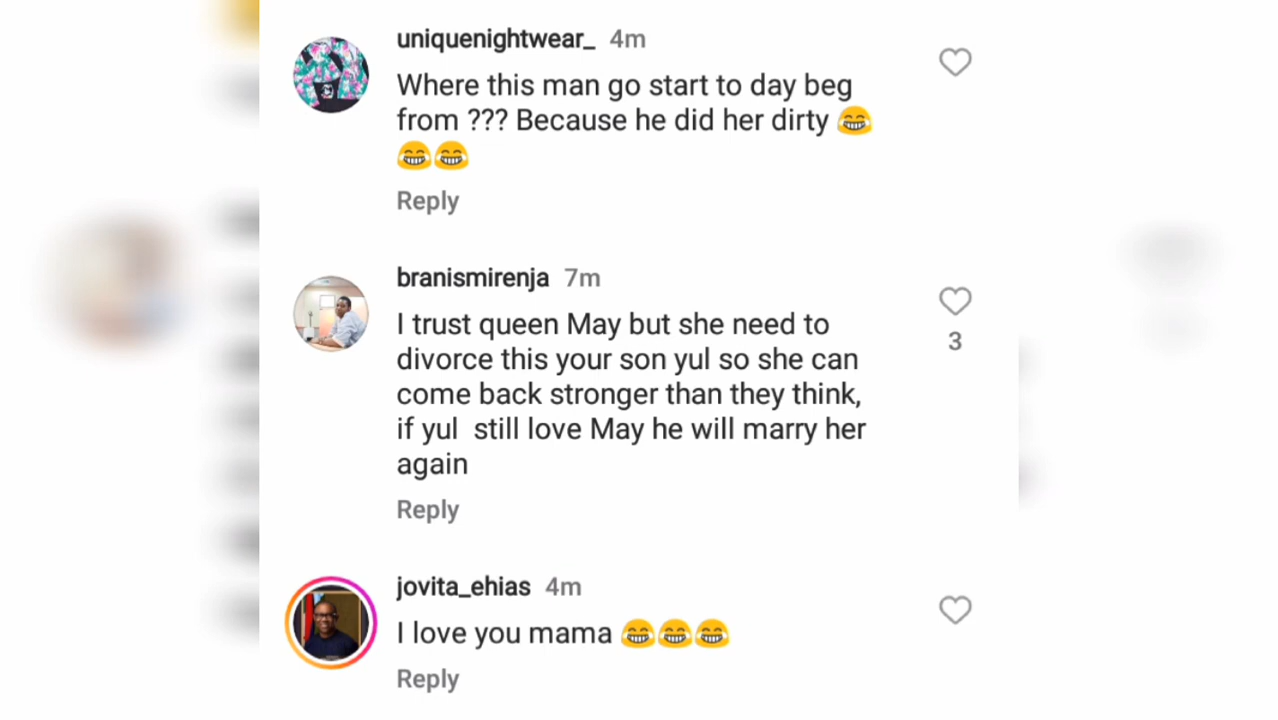 uniquenightwear_ 4m
Where this man go start to day beg
from ??? Because he did her dirty 😂
😂😂
Reply
branismirenja 7m
I trust queen May but she need to
divorce this your son yul so she can
come back stronger than they think,
if yul still love May he will marry her
again
3
Reply
jovita_ehias 4m
I love you mama 😂😂😂
Reply